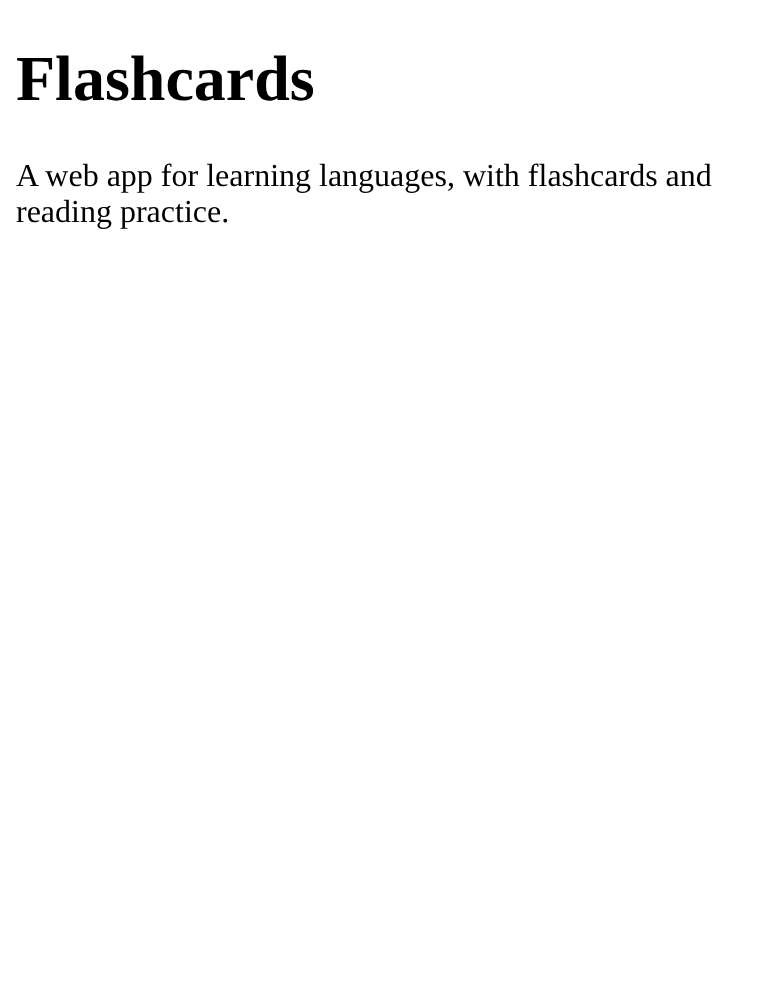 Flashcards
A web app for learning languages, with flashcards and
reading practice.